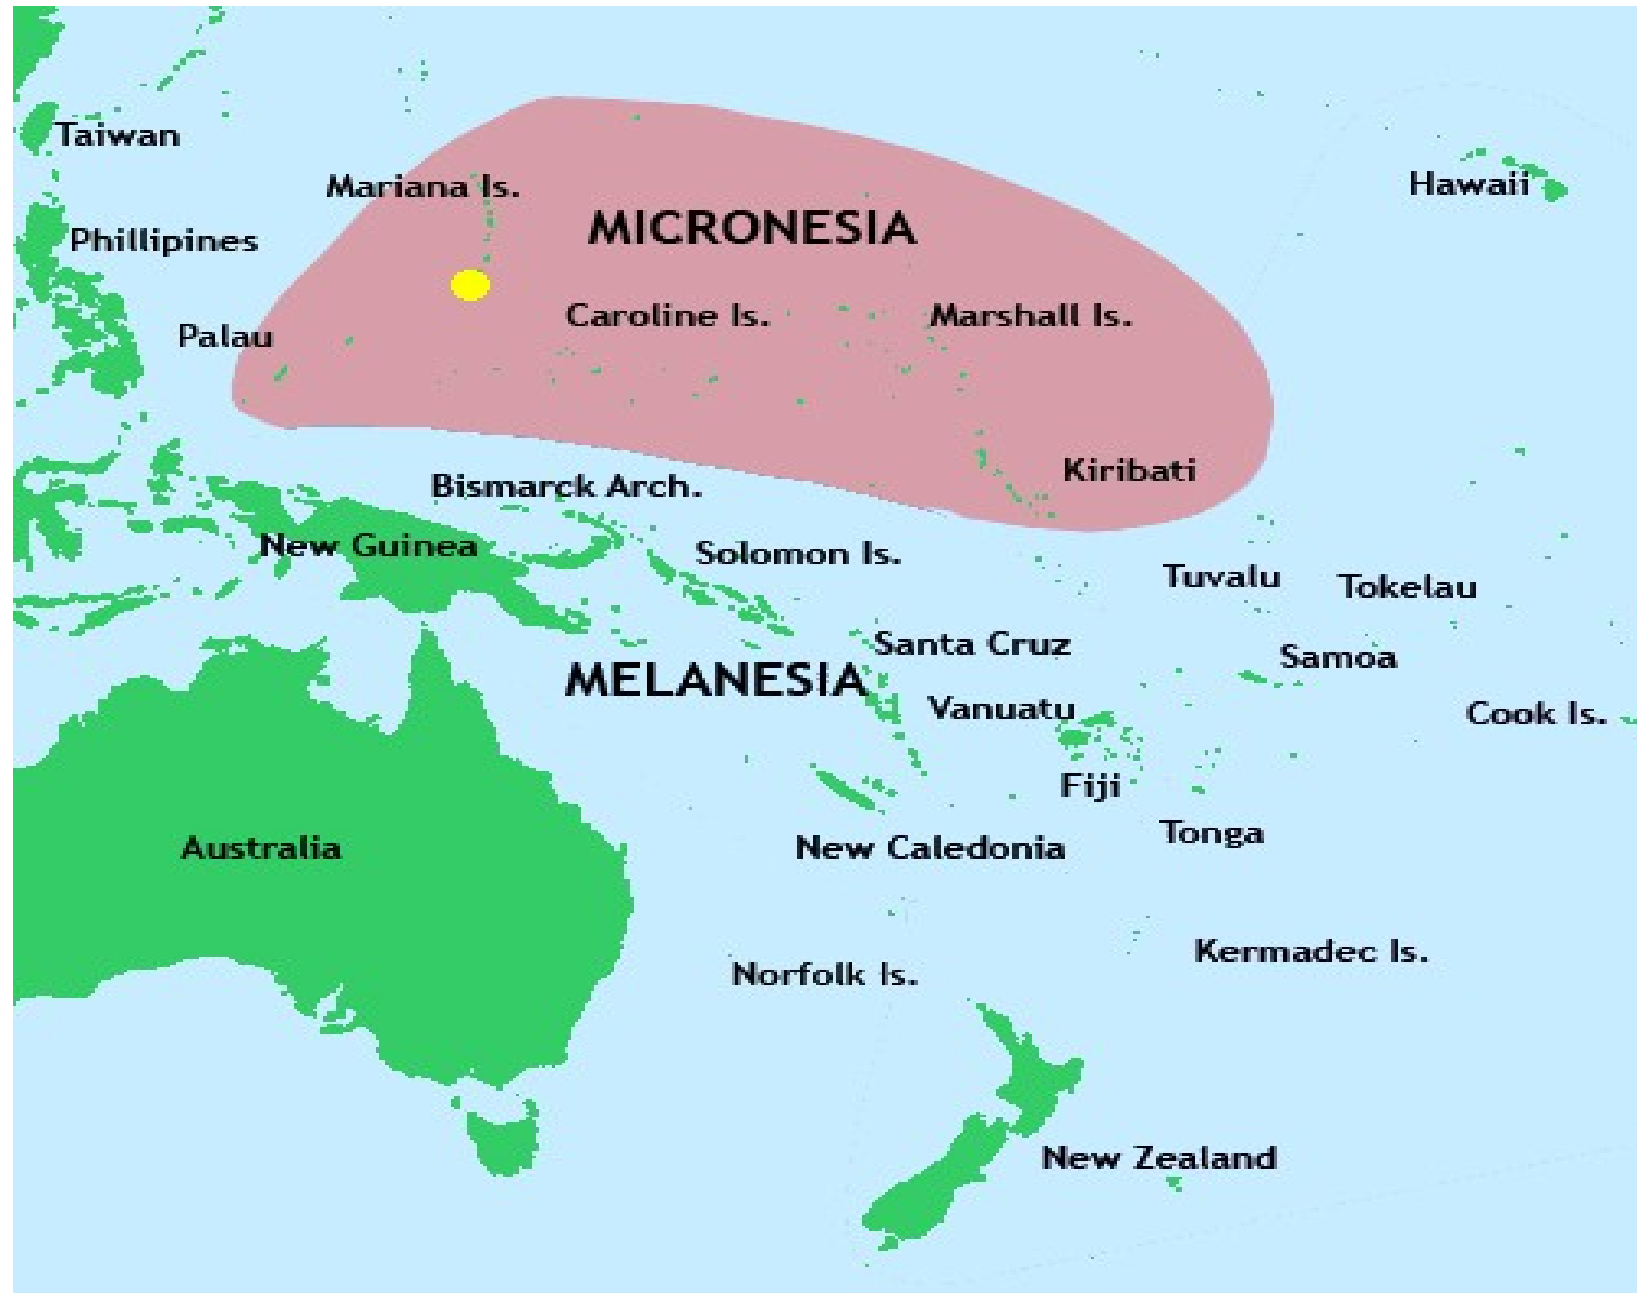 Taiwan
Mariana Is.
Hawaii
MICRONESIA
Phillipines
Caroline Is.
Marshall Is.
Palau
Kiribati
Bismarck Arch.
New Guinea
Solomon Is.
Tuvalu
Tokelau
Santa Cruz
Samoa
MELANESIA
Vanuatu
Cook Is.
Fiji
Tonga
Australia
New Caledonia
Kermadec Is.
Norfolk Is.
New Zealand